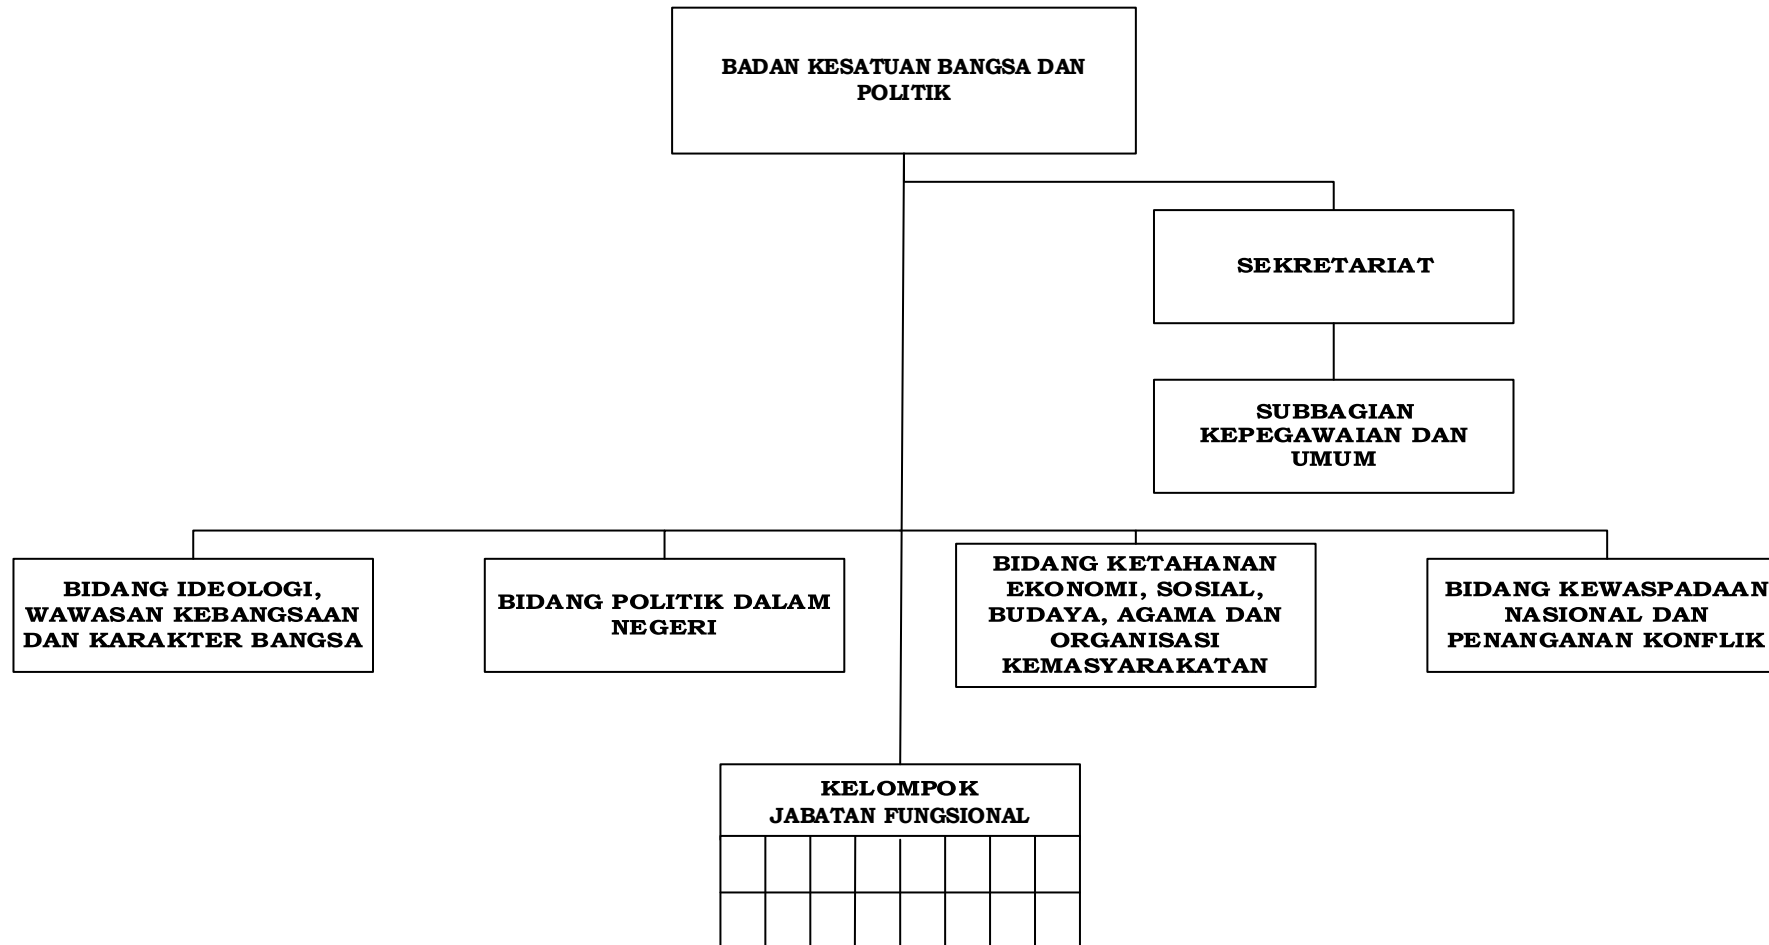 BADAN KESATUAN BANGSA DAN
POLITIK
SEKRETARIAT
SUBBAGIAN
KEPEGAWAIAN DAN
UMUM
BIDANG IDEOLOGI,
WAWASAN KEBANGSAAN
DAN KARAKTER BANGSA
BIDANG POLITIK DALAM
NEGERI
BIDANG KETAHANAN
EKONOMI, SOSIAL,
BUDAYA, AGAMA DAN
ORGANISASI
KEMASYARAKATAN
BIDANG KEWASPADAAN
NASIONAL DAN
PENANGANAN KONFLIK
KELOMPOK
JABATAN FUNGSIONAL